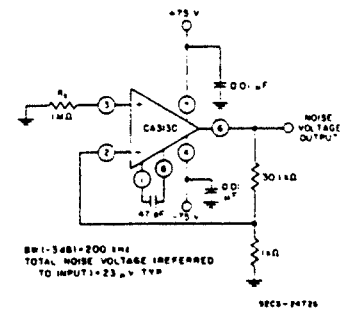 +7.5 V
0.01 µF
Rs
1 MΩ
3
+
7
CA3130
6
NOISE
VOLTAGE
OUTPUT
2
−
4
1
8
0.01
µF
47 pF
-7.5 V
30.1 kΩ
1 kΩ
BW (-3dB) = 200 kHz
TOTAL NOISE VOLTAGE (REFERRED
TO INPUT) = 23 µV TYP.
92CS-24726